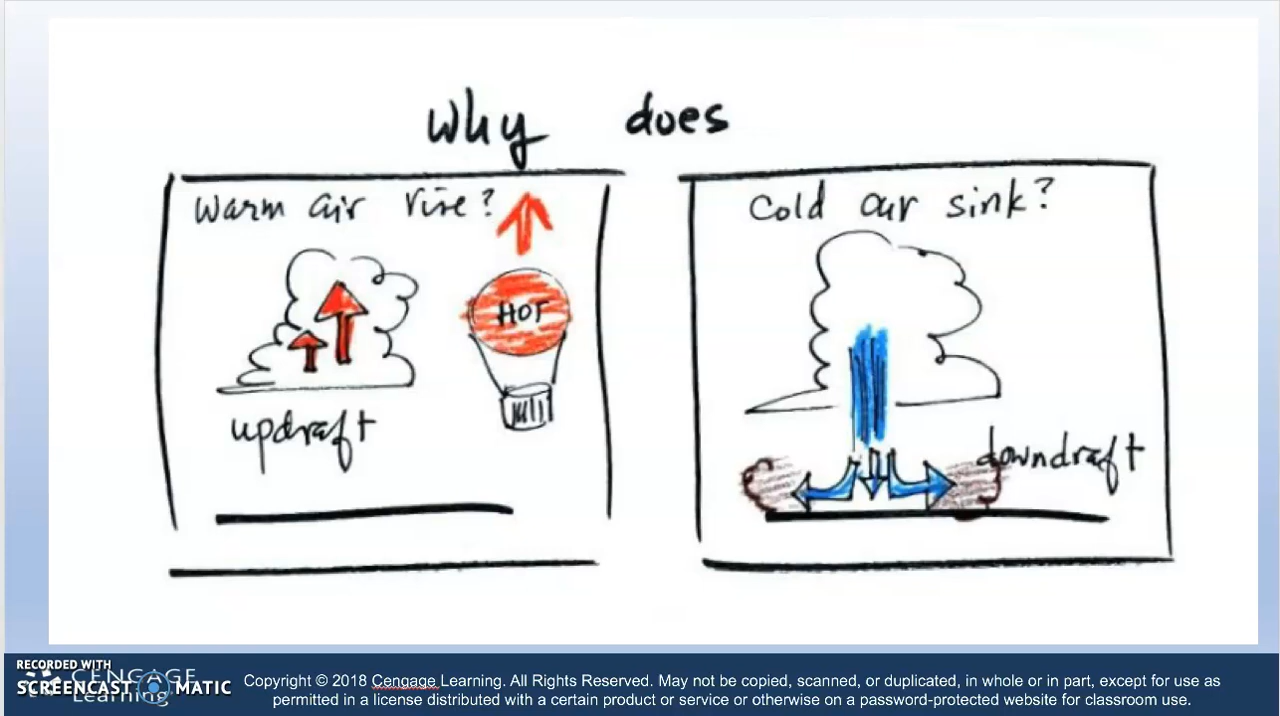 Why does
Warm air rise?
HOT
updraft
Cold air sink?
downdraft
RECORDED WITH
SCREENCAST MATIC
CENGAGE
Learning
Copyright © 2018 Cengage Learning. All Rights Reserved. May not be copied, scanned, or duplicated, in whole or in part, except for use as
permitted in a license distributed with a certain product or service or otherwise on a password-protected website for classroom use.